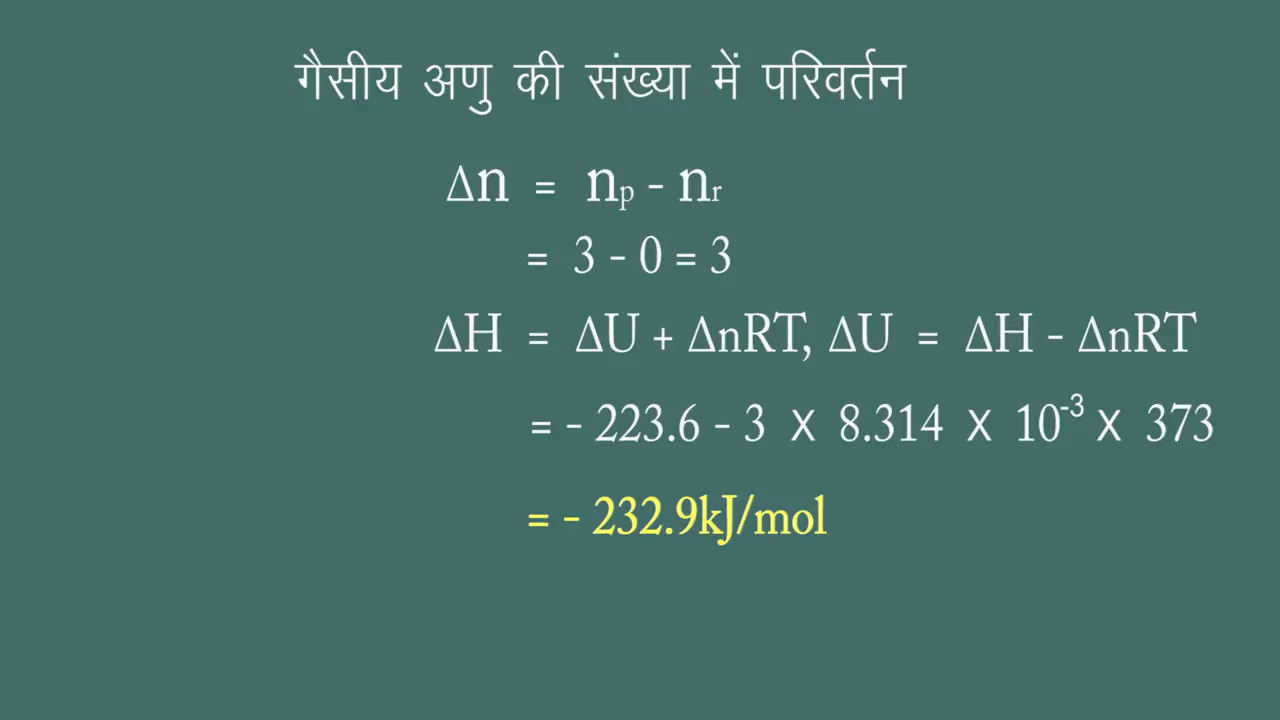 गैसीय अणु की संख्या में परिवर्तन
Δn = nₚ - nᵣ
= 3 - 0 = 3
ΔH = ΔU + ΔnRT, ΔU = ΔH - ΔnRT
= - 223.6 - 3 X 8.314 X 10⁻³ X 373
= - 232.9kJ/mol